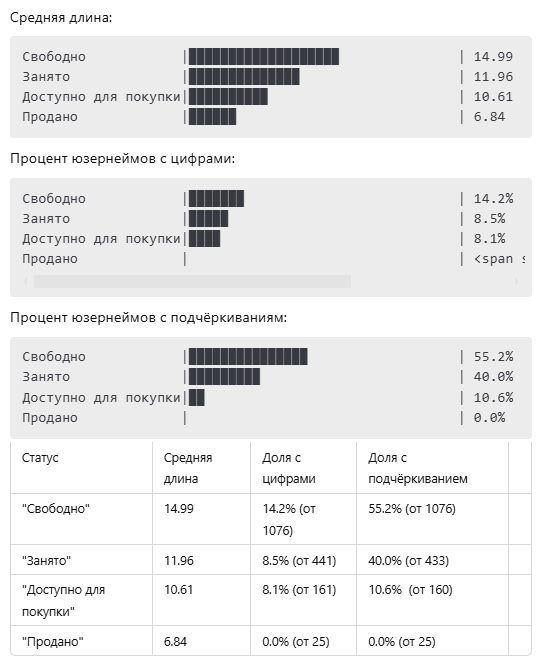 Средняя длина:
Свободно |███████████████████ | 14.99
Занято |██████████████ | 11.96
Доступно для покупки|██████████ | 10.61
Продано |██████ | 6.84
Процент юзернеймов с цифрами:
Свободно |███████ | 14.2%
Занято |█████ | 8.5%
Доступно для покупки|████ | 8.1%
Продано | | <span s
Процент юзернеймов с подчёркиваниям:
Свободно |███████████████ | 55.2%
Занято |█████████ | 40.0%
Доступно для покупки|██ | 10.6%
Продано | | 0.0%
Статус Средняя длина Доля с цифрами Доля с подчёркиванием
"Свободно" 14.99 14.2% (от 1076) 55.2% (от 1076)
"Занято" 11.96 8.5% (от 441) 40.0% (от 433)
"Доступно для покупки" 10.61 8.1% (от 161) 10.6% (от 160)
"Продано" 6.84 0.0% (от 25) 0.0% (от 25)